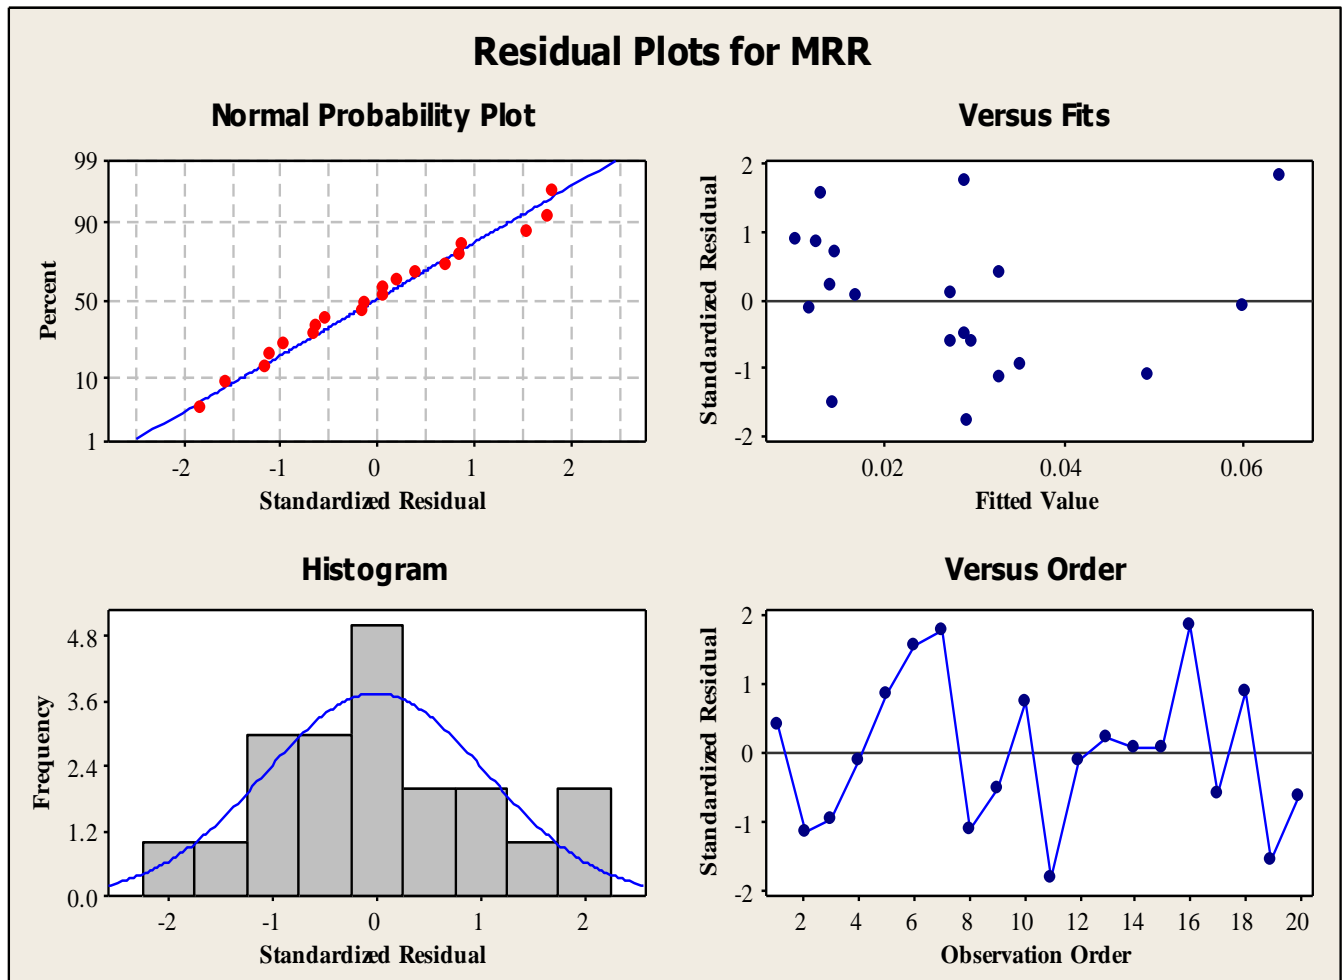 Residual Plots for MRR
Normal Probability Plot
99
90
50
10
1
Percent
-2 -1 0 1 2
Standardized Residual
Versus Fits
2
1
0
-1
-2
Standardized Residual
0.02 0.04 0.06
Fitted Value
Histogram
4.8
3.6
2.4
1.2
0.0
Frequency
-2 -1 0 1 2
Standardized Residual
Versus Order
2
1
0
-1
-2
Standardized Residual
2 4 6 8 10 12 14 16 18 20
Observation Order